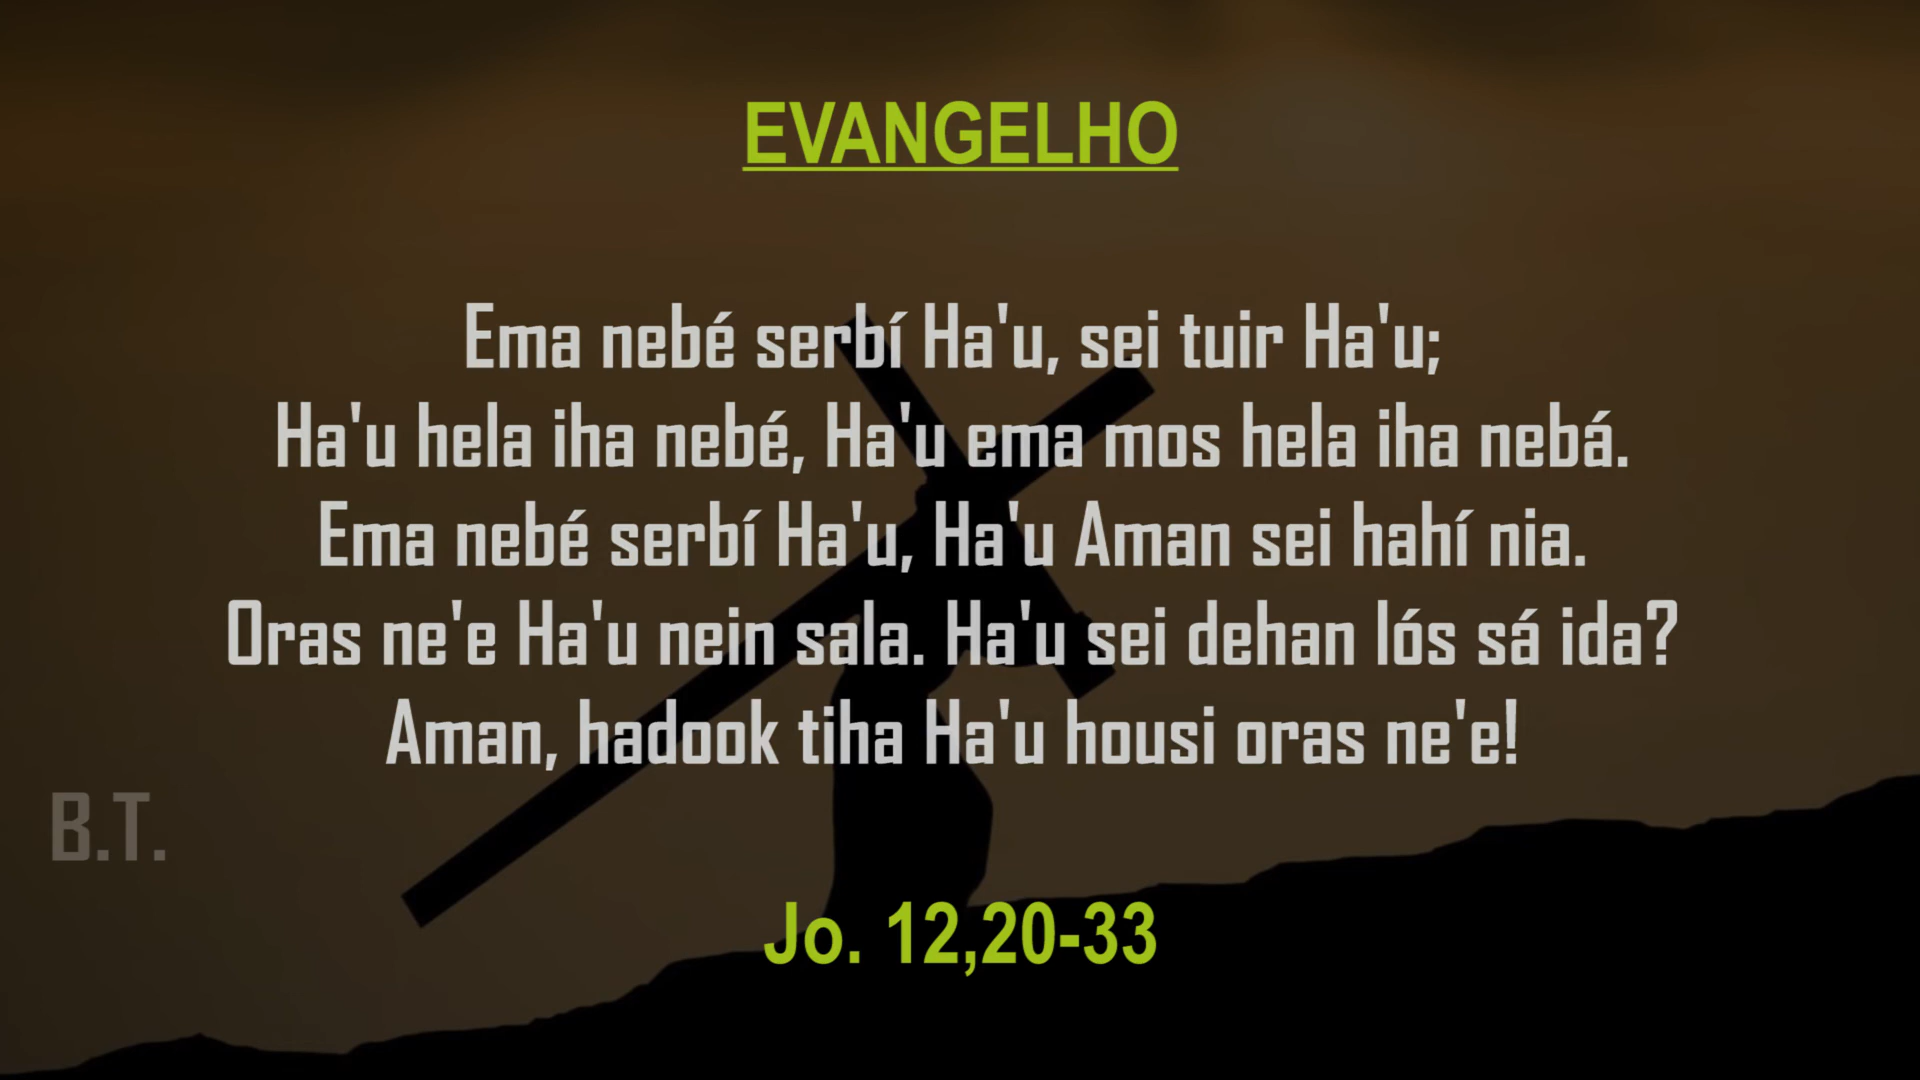 EVANGELHO
Ema nebé serbí Ha'u, sei tuir Ha'u;
Ha'u hela iha nebé, Ha'u ema mos hela iha nebá.
Ema nebé serbí Ha'u, Ha'u Aman sei hahí nia.
Oras ne'e Ha'u nein sala. Ha'u sei dehan lós sá ida?
Aman, hadook tiha Ha'u housi oras ne'e!
B.T.
Jo. 12,20-33